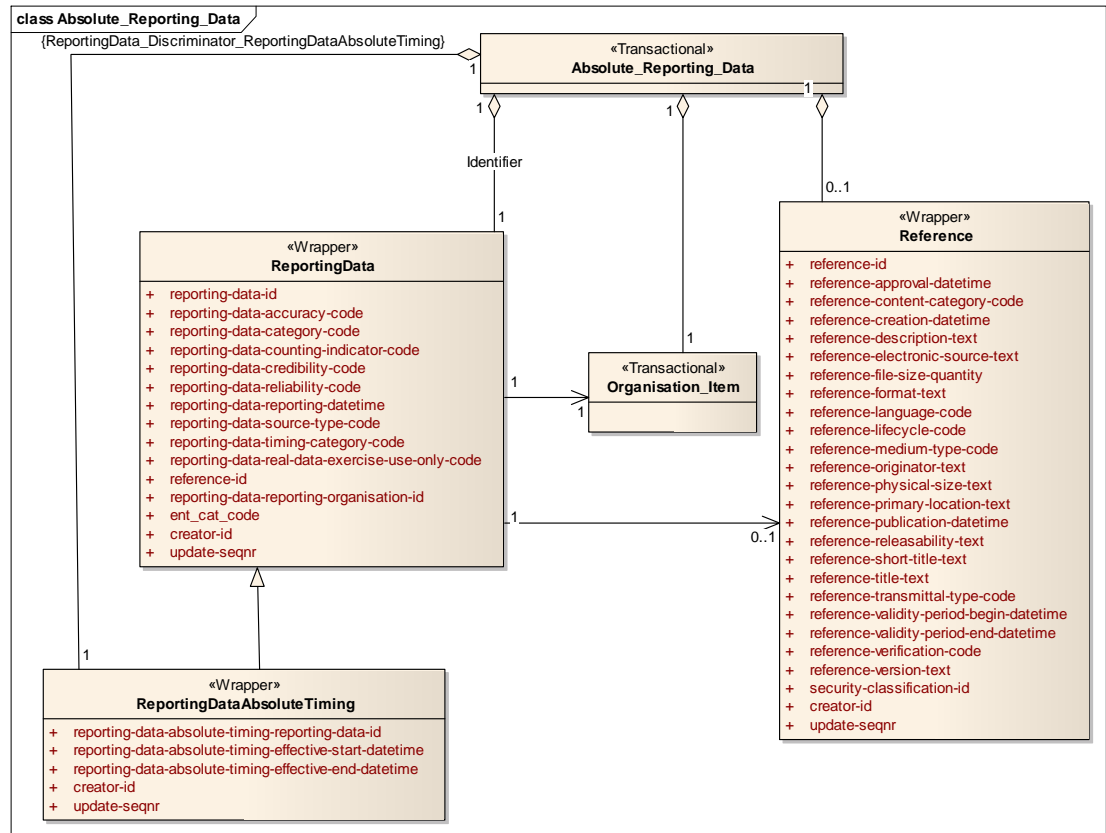 class Absolute_Reporting_Data
{ReportingData_Discriminator_ReportingDataAbsoluteTiming}
«Transactional»
Absolute_Reporting_Data
1
1
1
1
Identifier
1
1
0..1
1
«Wrapper»
ReportingData
+ reporting-data-id
+ reporting-data-accuracy-code
+ reporting-data-category-code
+ reporting-data-counting-indicator-code
+ reporting-data-credibility-code
+ reporting-data-reliability-code
+ reporting-data-reporting-datetime
+ reporting-data-source-type-code
+ reporting-data-timing-category-code
+ reporting-data-real-data-exercise-use-only-code
+ reference-id
+ reporting-data-reporting-organisation-id
+ ent_cat_code
+ creator-id
+ update-seqnr
1
1
«Transactional»
Organisation_Item
1
0..1
«Wrapper»
Reference
+ reference-id
+ reference-approval-datetime
+ reference-content-category-code
+ reference-creation-datetime
+ reference-description-text
+ reference-electronic-source-text
+ reference-file-size-quantity
+ reference-format-text
+ reference-language-code
+ reference-lifecycle-code
+ reference-medium-type-code
+ reference-originator-text
+ reference-physical-size-text
+ reference-primary-location-text
+ reference-publication-datetime
+ reference-releasability-text
+ reference-short-title-text
+ reference-title-text
+ reference-transmittal-type-code
+ reference-validity-period-begin-datetime
+ reference-validity-period-end-datetime
+ reference-verification-code
+ reference-version-text
+ security-classification-id
+ creator-id
+ update-seqnr
«Wrapper»
ReportingDataAbsoluteTiming
+ reporting-data-absolute-timing-reporting-data-id
+ reporting-data-absolute-timing-effective-start-datetime
+ reporting-data-absolute-timing-effective-end-datetime
+ creator-id
+ update-seqnr